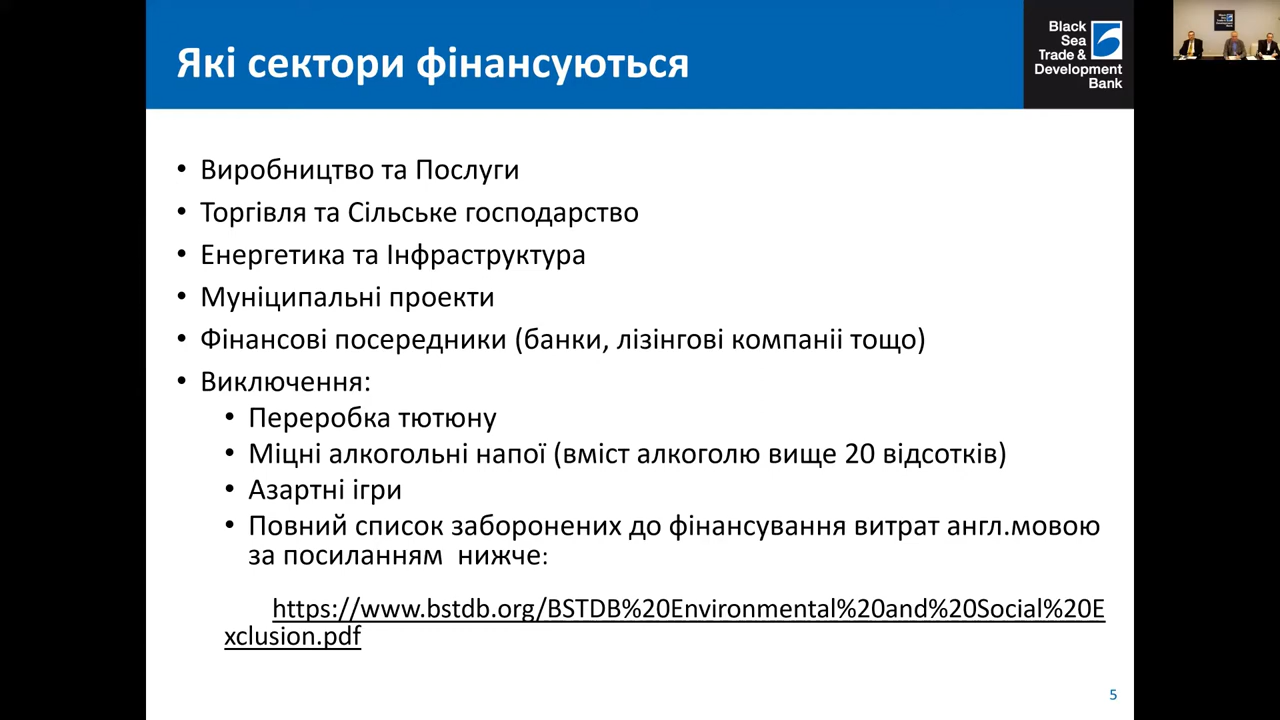 Які сектори фінансуються
Black
Sea
Trade &
Development
Bank
• Виробництво та Послуги
• Торгівля та Сільське господарство
• Енергетика та Інфраструктура
• Муніципальні проекти
• Фінансові посередники (банки, лізінгові компаніі тощо)
• Виключення:
• Переробка тютюну
• Міцні алкогольні напої (вміст алкоголю вище 20 відсотків)
• Азартні ігри
• Повний список заборонених до фінансування витрат англ.мовою
за посиланням  нижче:
https://www.bstdb.org/BSTDB%20Environmental%20and%20Social%20E
xclusion.pdf
5